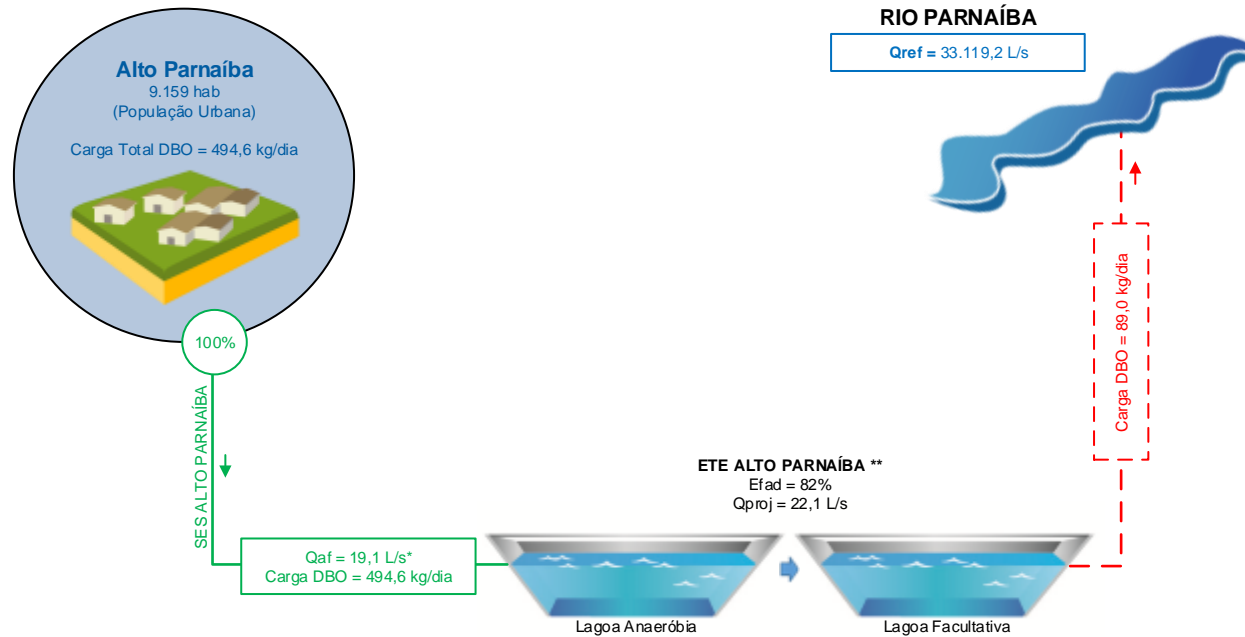 Alto Parnaíba
9.159 hab
(População Urbana)
Carga Total DBO = 494,6 kg/dia
100%
SES ALTO PARNAÍBA
Qaf = 19,1 L/s*
Carga DBO = 494,6 kg/dia
ETE ALTO PARNAÍBA **
Efad = 82%
Qproj = 22,1 L/s
Lagoa Anaeróbia
Lagoa Facultativa
Carga DBO = 89,0 kg/dia
RIO PARNAÍBA
Qref = 33.119,2 L/s